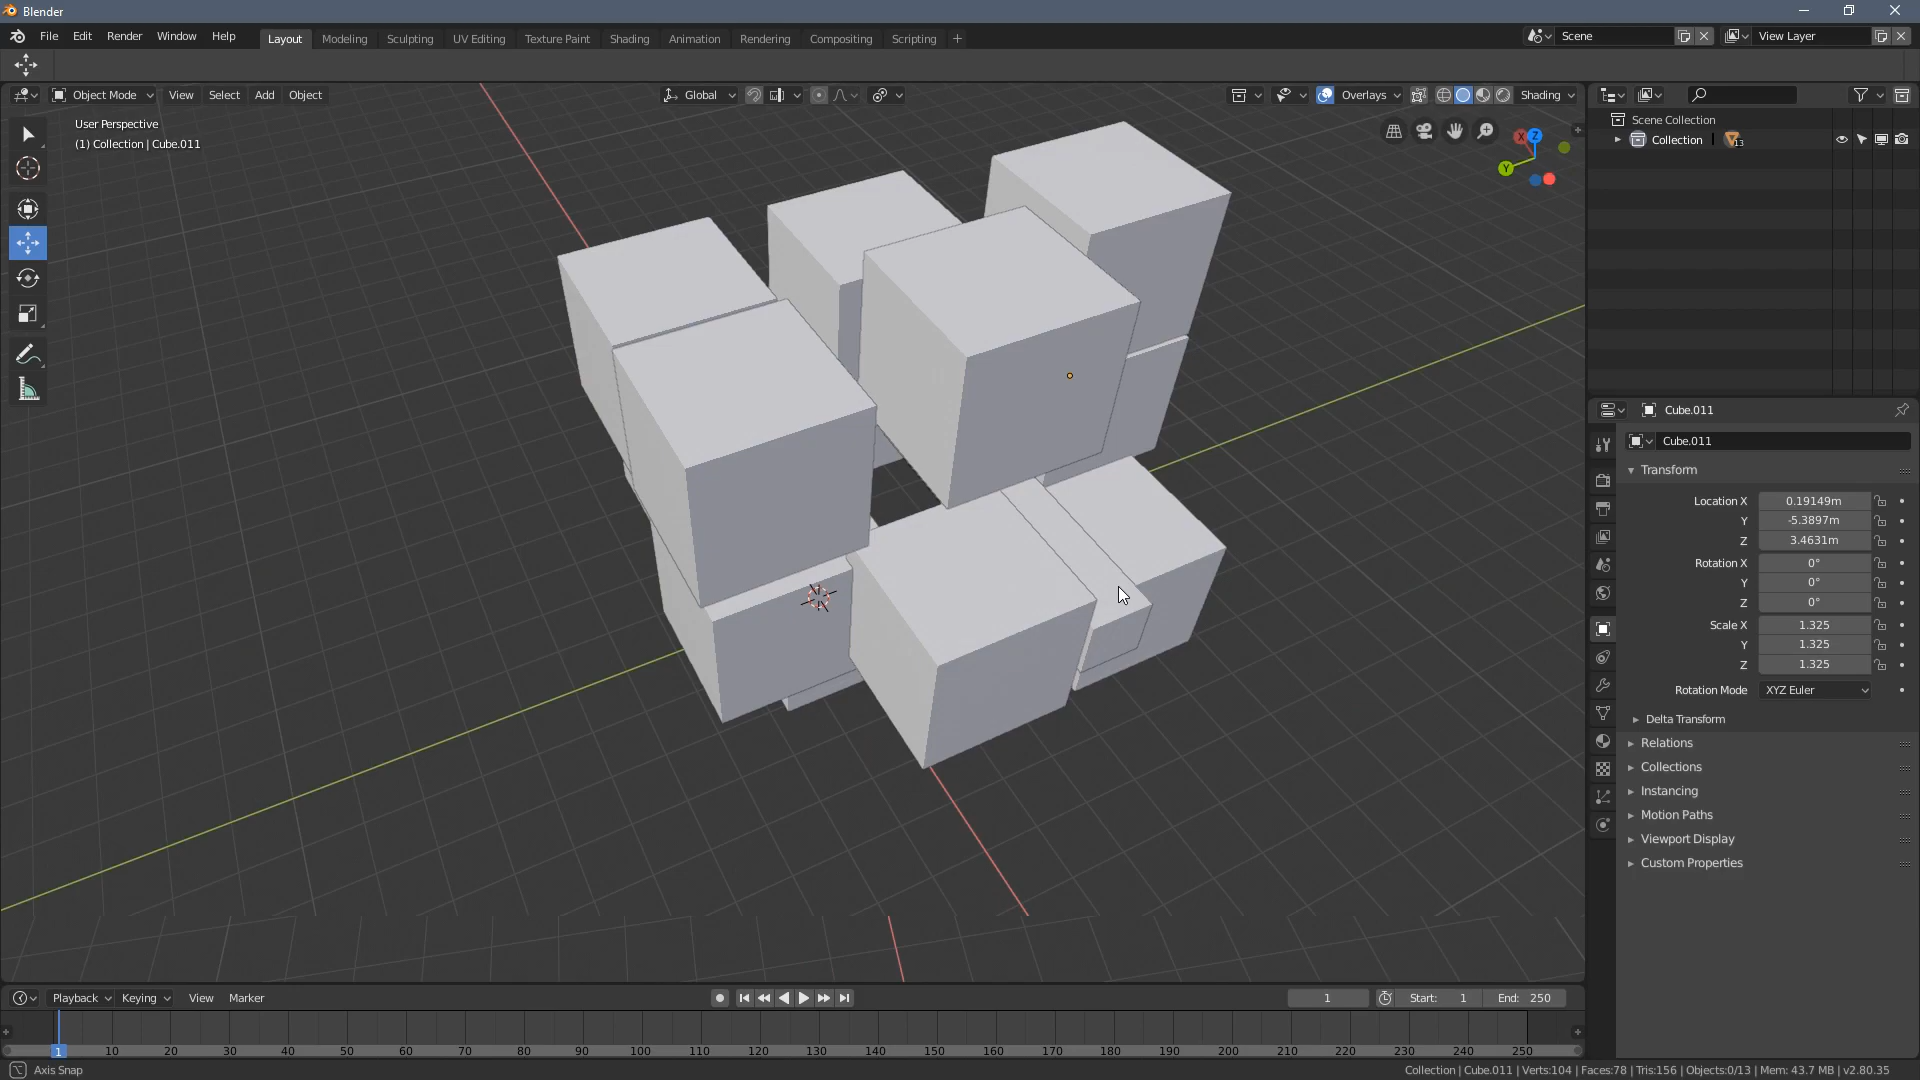 Blender
File Edit Render Window Help Layout Modeling Sculpting UV Editing Texture Paint Shading Animation Rendering Compositing Scripting + Scene View Layer
Object Mode View Select Add Object Global Overlays Shading
User Perspective
(1) Collection | Cube.011
X Z
Y
Scene Collection
Collection 13
Cube.011
Cube.011
Transform
Location X 0.19149m
Y -5.3897m
Z 3.4631m
Rotation X 0°
Y 0°
Z 0°
Scale X 1.325
Y 1.325
Z 1.325
Rotation Mode XYZ Euler
Delta Transform
Relations
Collections
Instancing
Motion Paths
Viewport Display
Custom Properties
Playback Keying View Marker 1 Start: 1 End: 250
1 10 20 30 40 50 60 70 80 90 100 110 120 130 140 150 160 170 180 190 200 210 220 230 240 250
Axis Snap
Collection | Cube.011 | Verts:104 | Faces:78 | Tris:156 | Objects:0/13 | Mem: 43.7 MB | v2.80.35